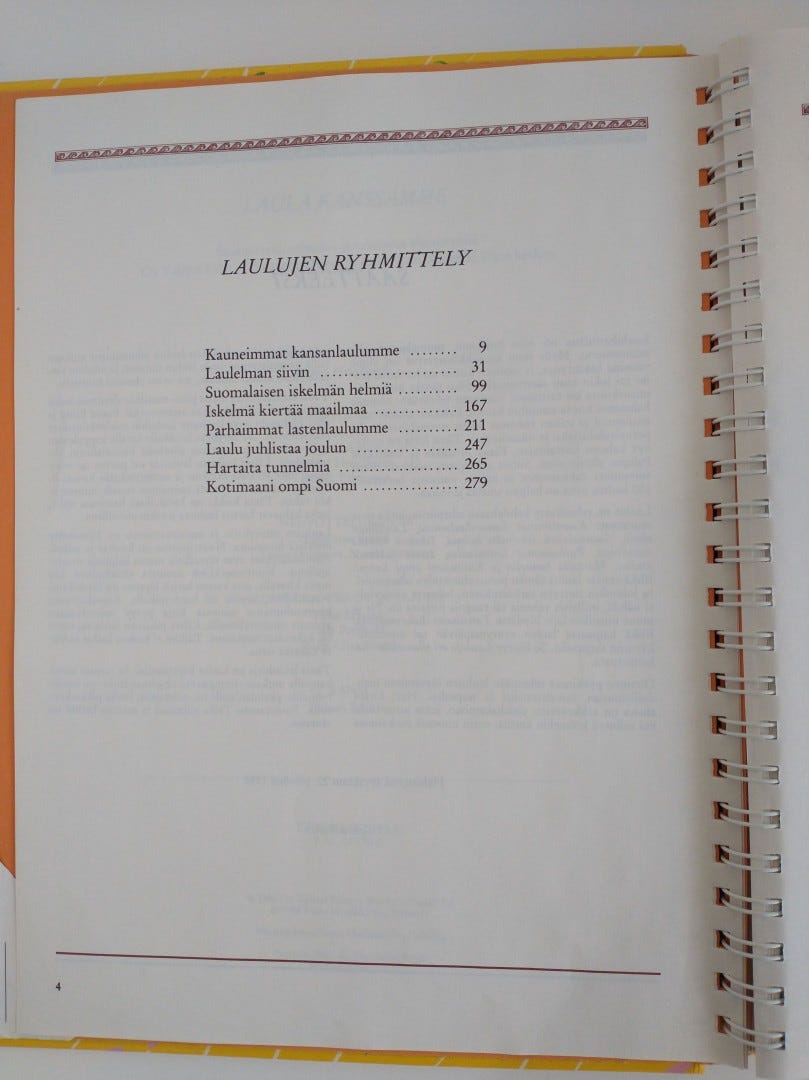 LAULUJEN RYHMITTELY
Kauneimmat kansanlaulumme ........ 9
Laulelman siivin ....................... 31
Suomalaisen iskelmän helmiä .......... 99
Iskelmä kiertää maailmaa .............. 167
Parhaimmat lastenlaulumme .......... 211
Laulu juhlistaa joulun ................. 247
Hartaita tunnelmia .................... 265
Kotimaani ompi Suomi ................ 279
4